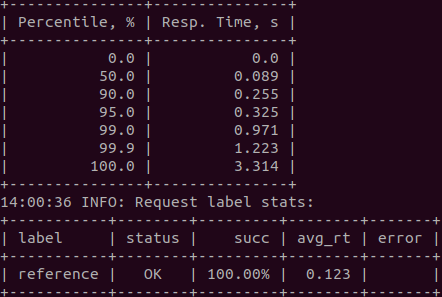 +---------------+---------------+
| Percentile, % | Resp. Time, s |
+---------------+---------------+
|           0.0 |           0.0 |
|          50.0 |         0.089 |
|          90.0 |         0.255 |
|          95.0 |         0.325 |
|          99.0 |         0.971 |
|          99.9 |         1.223 |
|         100.0 |         3.314 |
+---------------+---------------+
14:00:36 INFO: Request label stats:
+-----------+--------+---------+--------+-------+
| label     | status |    succ | avg_rt | error |
+-----------+--------+---------+--------+-------+
| reference |   OK   | 100.00% |  0.123 |       |
+-----------+--------+---------+--------+-------+